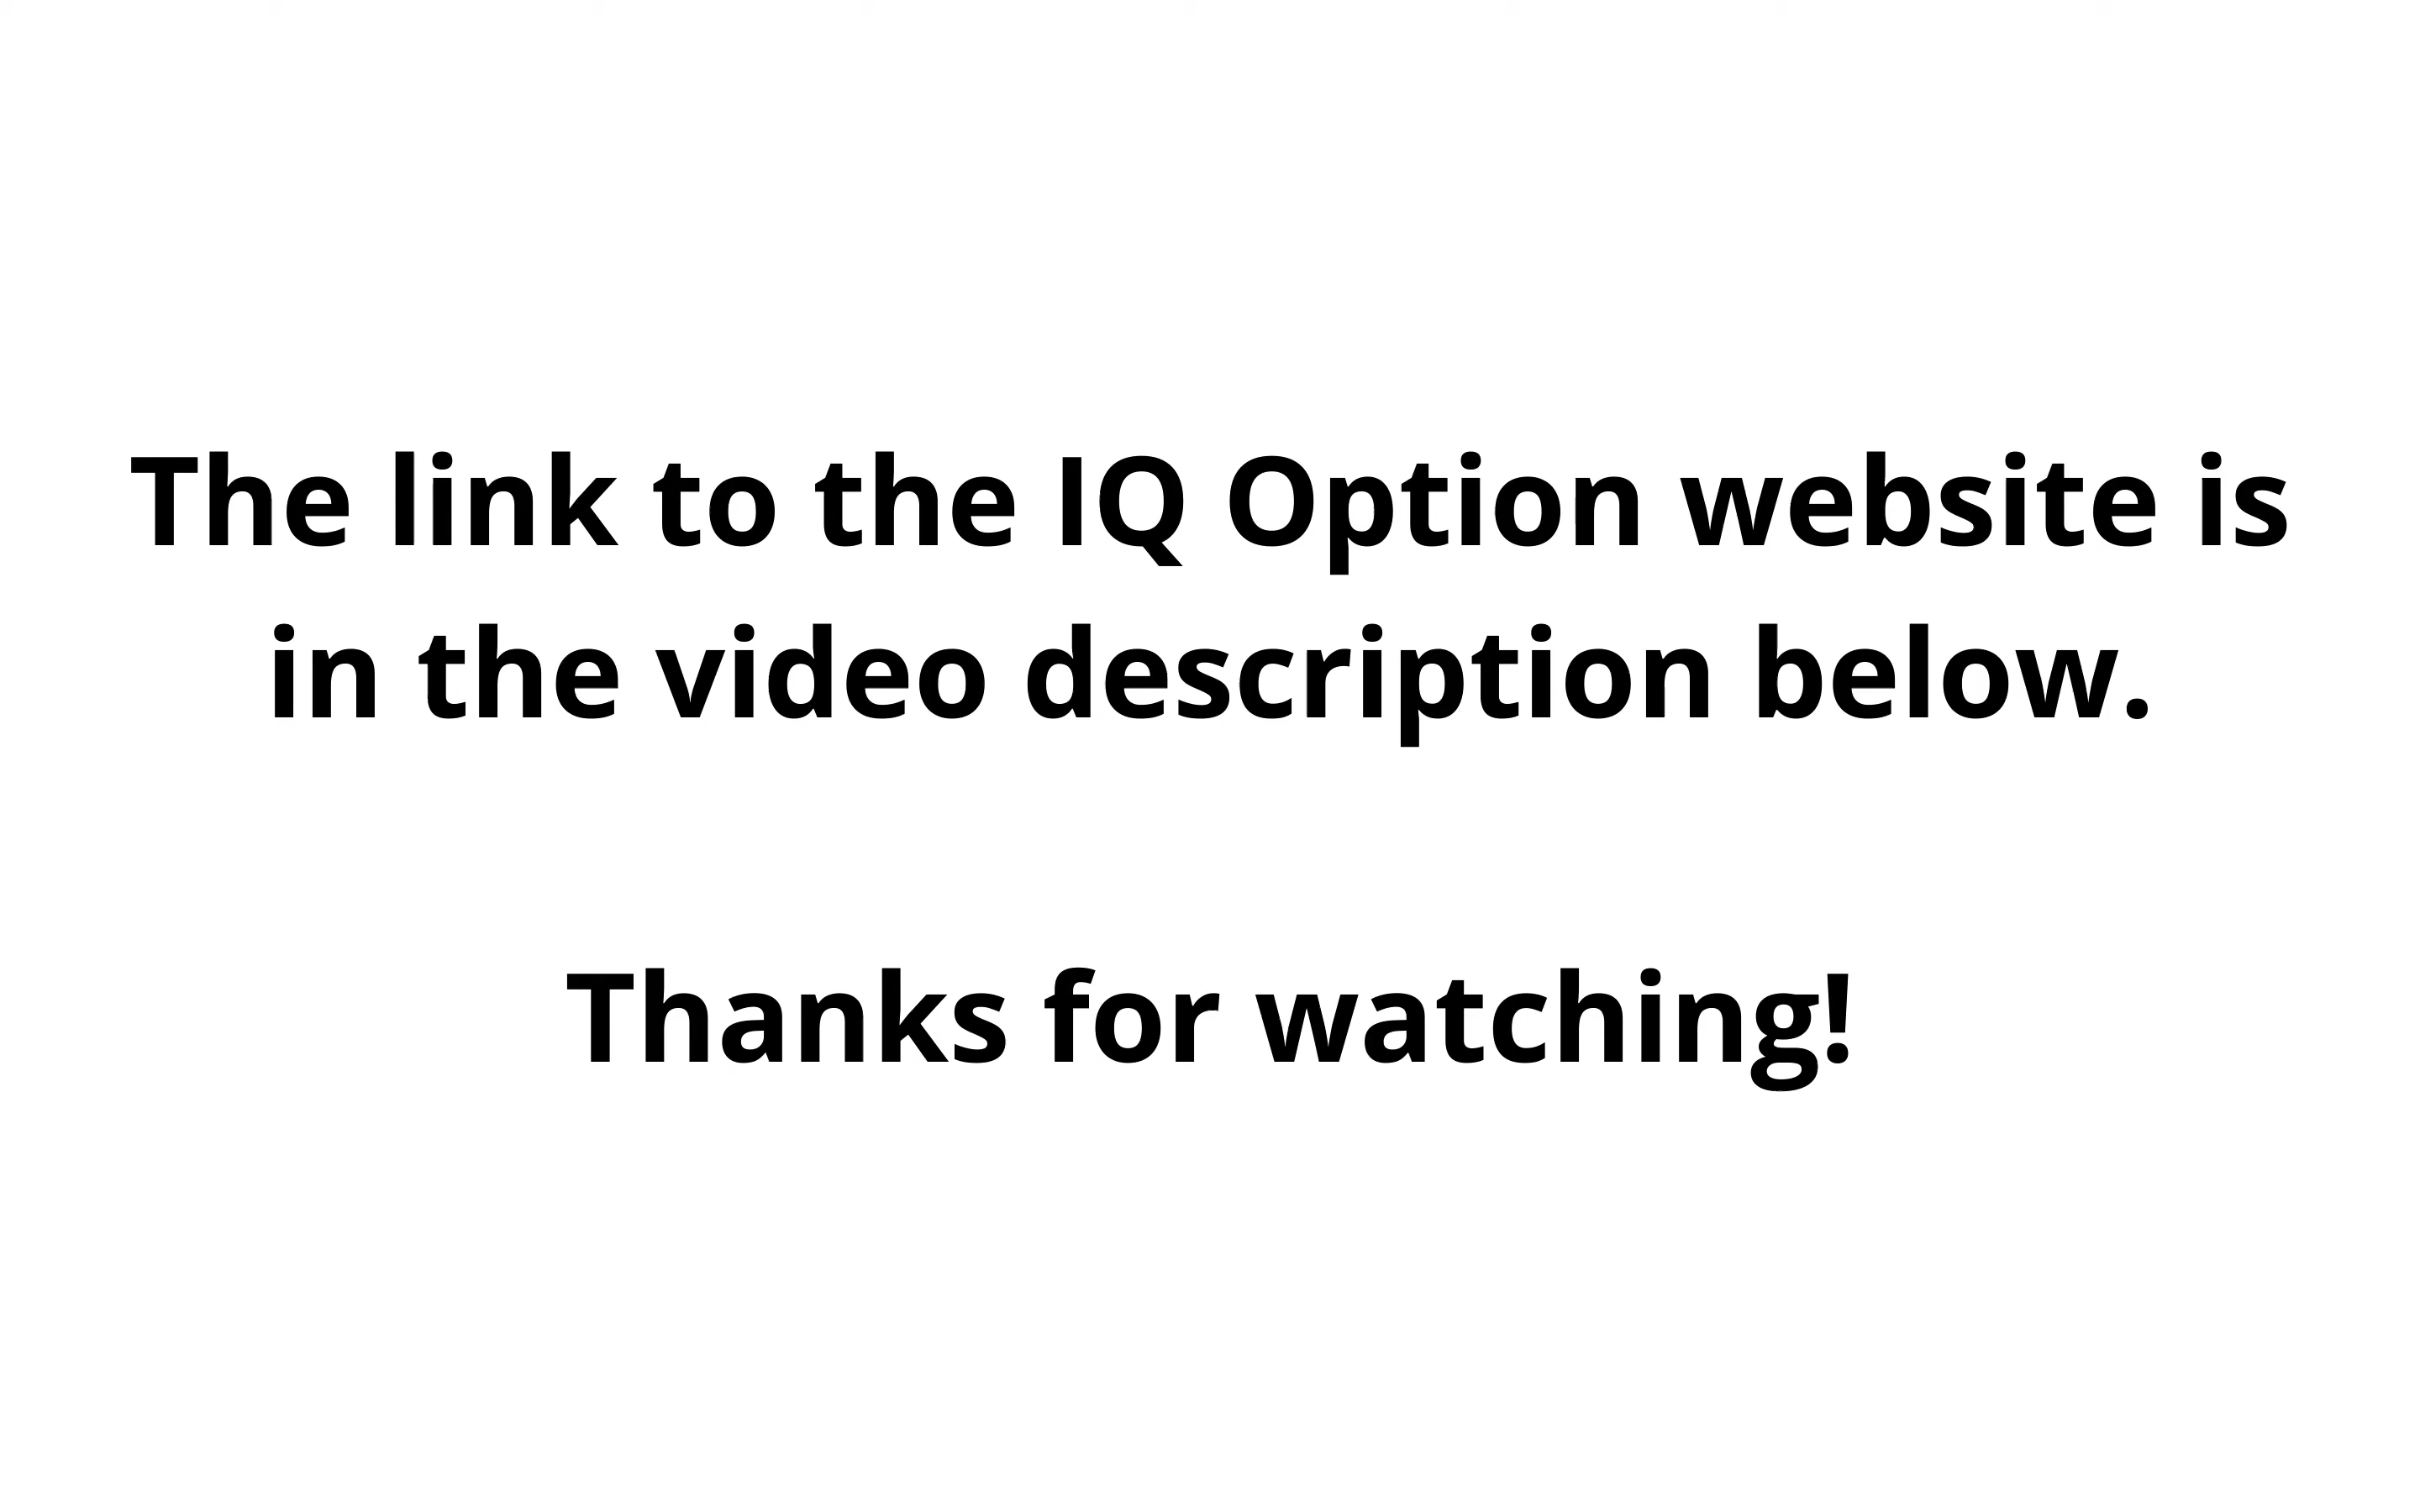 The link to the IQ Option website is
in the video description below.
Thanks for watching!